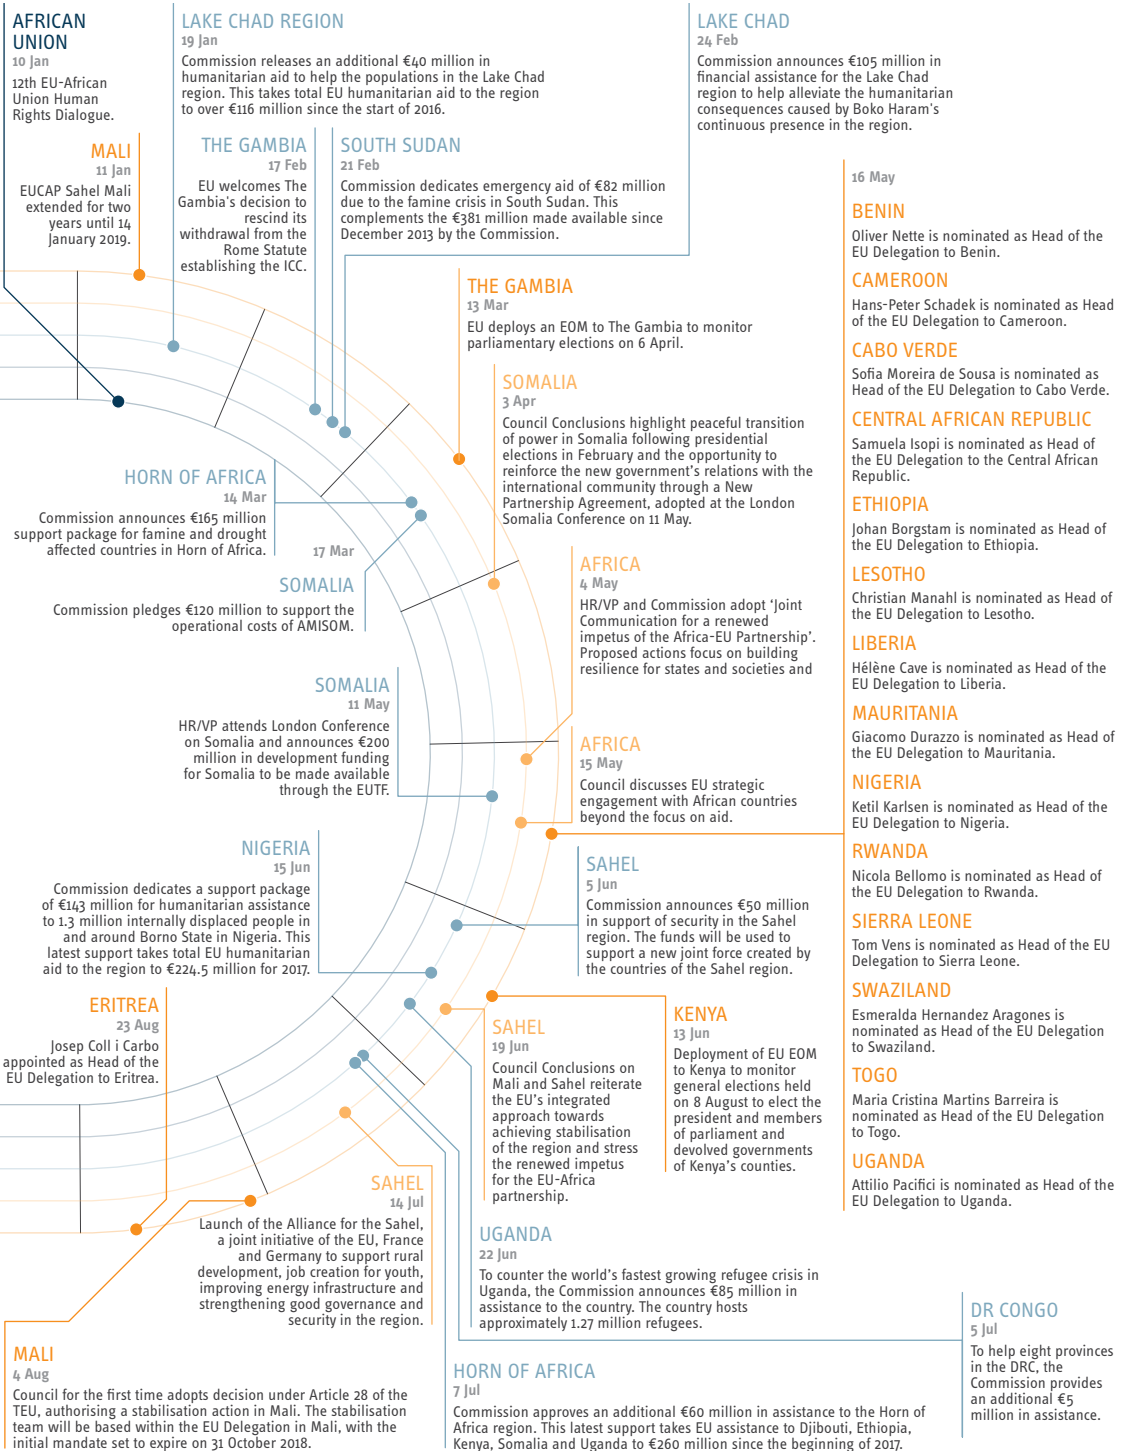 AFRICAN
UNION
10 Jan
12th EU-African
Union Human
Rights Dialogue.
LAKE CHAD REGION
19 Jan
Commission releases an additional €40 million in
humanitarian aid to help the populations in the Lake Chad
region. This takes total EU humanitarian aid to the region
to over €116 million since the start of 2016.
LAKE CHAD
24 Feb
Commission announces €105 million in
financial assistance for the Lake Chad
region to help alleviate the humanitarian
consequences caused by Boko Haram's
continuous presence in the region.
MALI
11 Jan
EUCAP Sahel Mali
extended for two
years until 14
January 2019.
THE GAMBIA
17 Feb
EU welcomes The
Gambia's decision to
rescind its
withdrawal from the
Rome Statute
establishing the ICC.
SOUTH SUDAN
21 Feb
Commission dedicates emergency aid of €82 million
due to the famine crisis in South Sudan. This
complements the €381 million made available since
December 2013 by the Commission.
THE GAMBIA
13 Mar
EU deploys an EOM to The Gambia to monitor
parliamentary elections on 6 April.
SOMALIA
3 Apr
Council Conclusions highlight peaceful transition
of power in Somalia following presidential
elections in February and the opportunity to
reinforce the new government's relations with the
international community through a New
Partnership Agreement, adopted at the London
Somalia Conference on 11 May.
HORN OF AFRICA
14 Mar
Commission announces €165 million
support package for famine and drought
affected countries in Horn of Africa.
17 Mar
SOMALIA
Commission pledges €120 million to support the
operational costs of AMISOM.
AFRICA
4 May
HR/VP and Commission adopt ‘Joint
Communication for a renewed
impetus of the Africa-EU Partnership’.
Proposed actions focus on building
resilience for states and societies and
SOMALIA
11 May
HR/VP attends London Conference
on Somalia and announces €200
million in development funding
for Somalia to be made available
through the EUTF.
AFRICA
15 May
Council discusses EU strategic
engagement with African countries
beyond the focus on aid.
16 May
BENIN
Oliver Nette is nominated as Head of the
EU Delegation to Benin.
CAMEROON
Hans-Peter Schadek is nominated as Head
of the EU Delegation to Cameroon.
CABO VERDE
Sofia Moreira de Sousa is nominated as
Head of the EU Delegation to Cabo Verde.
CENTRAL AFRICAN REPUBLIC
Samuela Isopi is nominated as Head of
the EU Delegation to the Central African
Republic.
ETHIOPIA
Johan Borgstam is nominated as Head of
the EU Delegation to Ethiopia.
LESOTHO
Christian Manahl is nominated as Head of
the EU Delegation to Lesotho.
LIBERIA
Hélène Cave is nominated as Head of the
EU Delegation to Liberia.
MAURITANIA
Giacomo Durazzo is nominated as Head of
the EU Delegation to Mauritania.
NIGERIA
Ketil Karlsen is nominated as Head of the
EU Delegation to Nigeria.
RWANDA
Nicola Bellomo is nominated as Head of
the EU Delegation to Rwanda.
SIERRA LEONE
Tom Vens is nominated as Head of the EU
Delegation to Sierra Leone.
SWAZILAND
Esmeralda Hernandez Aragones is
nominated as Head of the EU Delegation
to Swaziland.
TOGO
Maria Cristina Martins Barreira is
nominated as Head of the EU Delegation
to Togo.
UGANDA
Attilio Pacifici is nominated as Head of the
EU Delegation to Uganda.
NIGERIA
15 Jun
Commission dedicates a support package
of €143 million for humanitarian assistance
to 1.3 million internally displaced people in
and around Borno State in Nigeria. This
latest support takes total EU humanitarian
aid to the region to €224.5 million for 2017.
SAHEL
5 Jun
Commission announces €50 million
in support of security in the Sahel
region. The funds will be used to
support a new joint force created by
the countries of the Sahel region.
ERITREA
23 Aug
Josep Coll i Carbo
appointed as Head of the
EU Delegation to Eritrea.
SAHEL
19 Jun
Council Conclusions on
Mali and Sahel reiterate
the EU's integrated
approach towards
achieving stabilisation
of the region and stress
the renewed impetus
for the EU-Africa
partnership.
KENYA
13 Jun
Deployment of EU EOM
to Kenya to monitor
general elections held
on 8 August to elect the
president and members
of parliament and
devolved governments
of Kenya's counties.
SAHEL
14 Jul
Launch of the Alliance for the Sahel,
a joint initiative of the EU, France
and Germany to support rural
development, job creation for youth,
improving energy infrastructure and
strengthening good governance and
security in the region.
UGANDA
22 Jun
To counter the world's fastest growing refugee crisis in
Uganda, the Commission announces €85 million in
assistance to the country. The country hosts
approximately 1.27 million refugees.
DR CONGO
5 Jul
To help eight provinces
in the DRC, the
Commission provides
an additional €5
million in assistance.
MALI
4 Aug
Council for the first time adopts decision under Article 28 of the
TEU, authorising a stabilisation action in Mali. The stabilisation
team will be based within the EU Delegation in Mali, with the
initial mandate set to expire on 31 October 2018.
HORN OF AFRICA
7 Jul
Commission approves an additional €60 million in assistance to the Horn of
Africa region. This latest support takes EU assistance to Djibouti, Ethiopia,
Kenya, Somalia and Uganda to €260 million since the beginning of 2017.